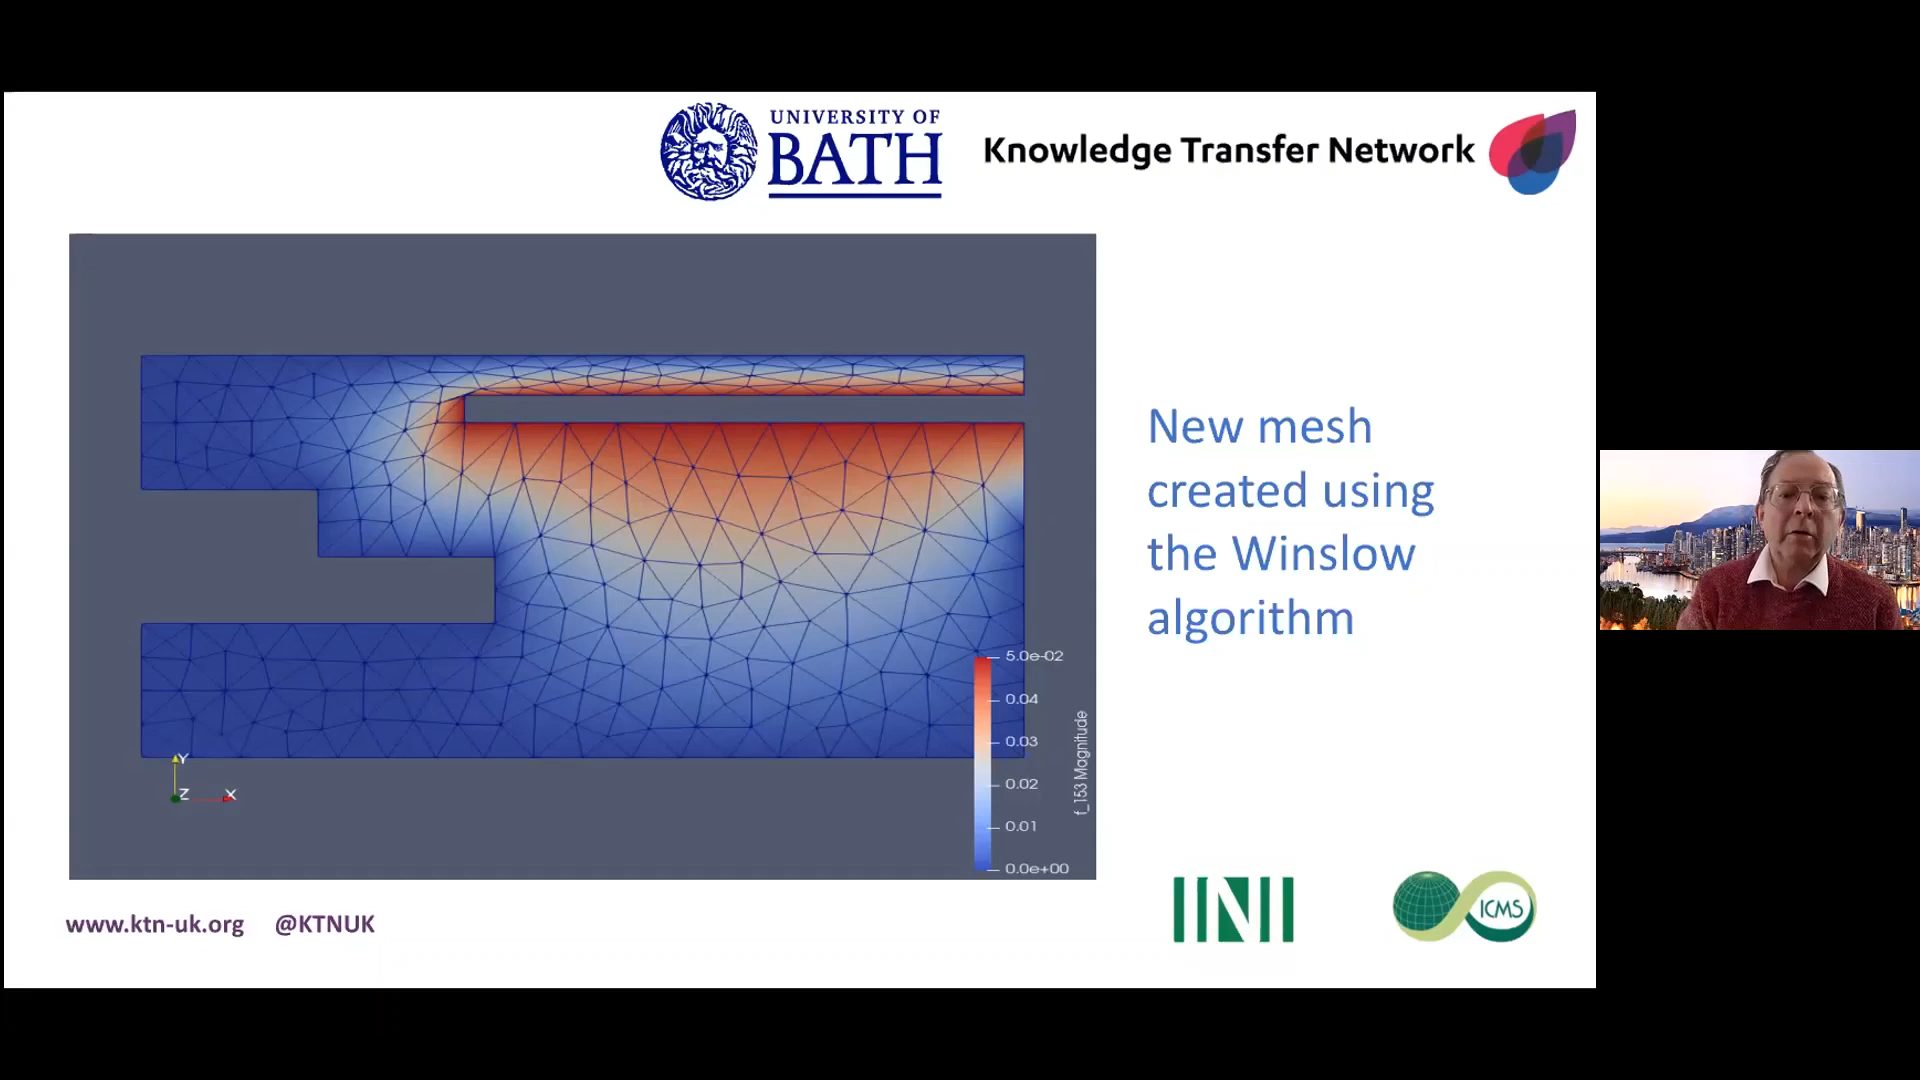 UNIVERSITY OF
BATH
Knowledge Transfer Network
New mesh
created using
the Winslow
algorithm
5.0e-02
0.04
0.03
0.02
0.01
0.0e+00
f_153 Magnitude
Y
Z X
www.ktn-uk.org @KTNUK
INI
ICMS